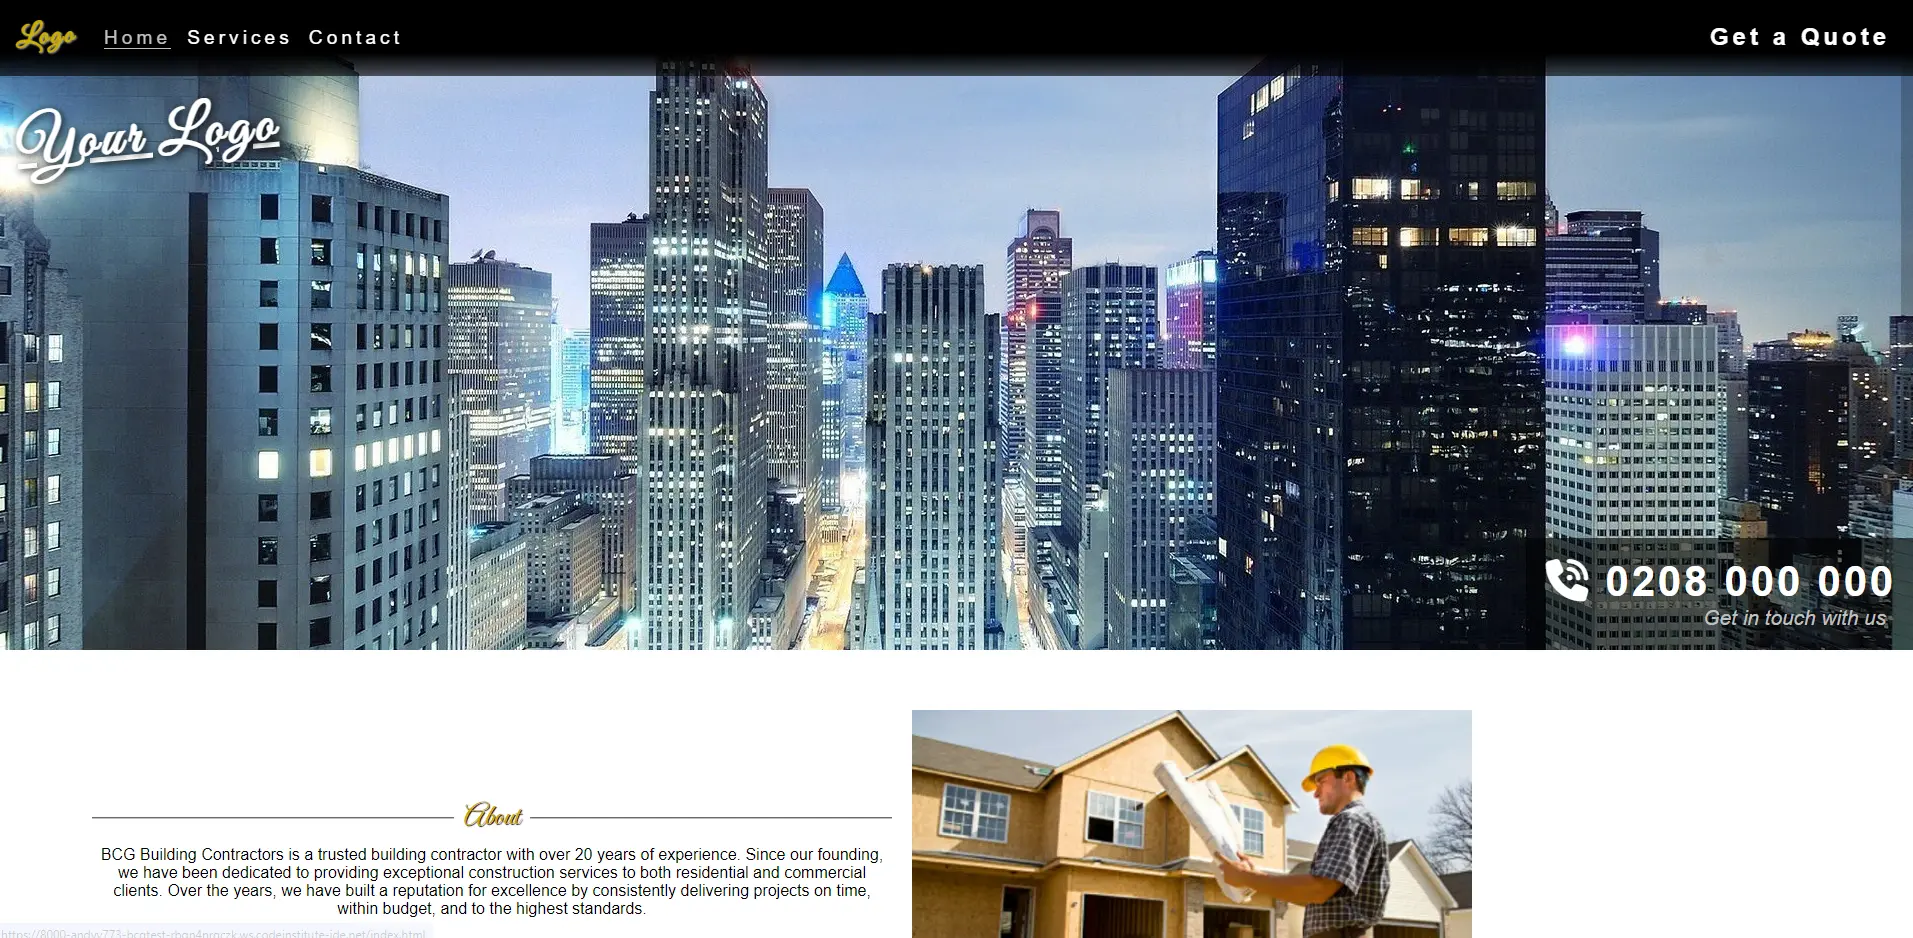 Logo Home Services Contact Get a Quote
Your Logo
0208 000 000
Get in touch with us
About
BCG Building Contractors is a trusted building contractor with over 20 years of experience. Since our founding,
we have been dedicated to providing exceptional construction services to both residential and commercial
clients. Over the years, we have built a reputation for excellence by consistently delivering projects on time,
within budget, and to the highest standards.